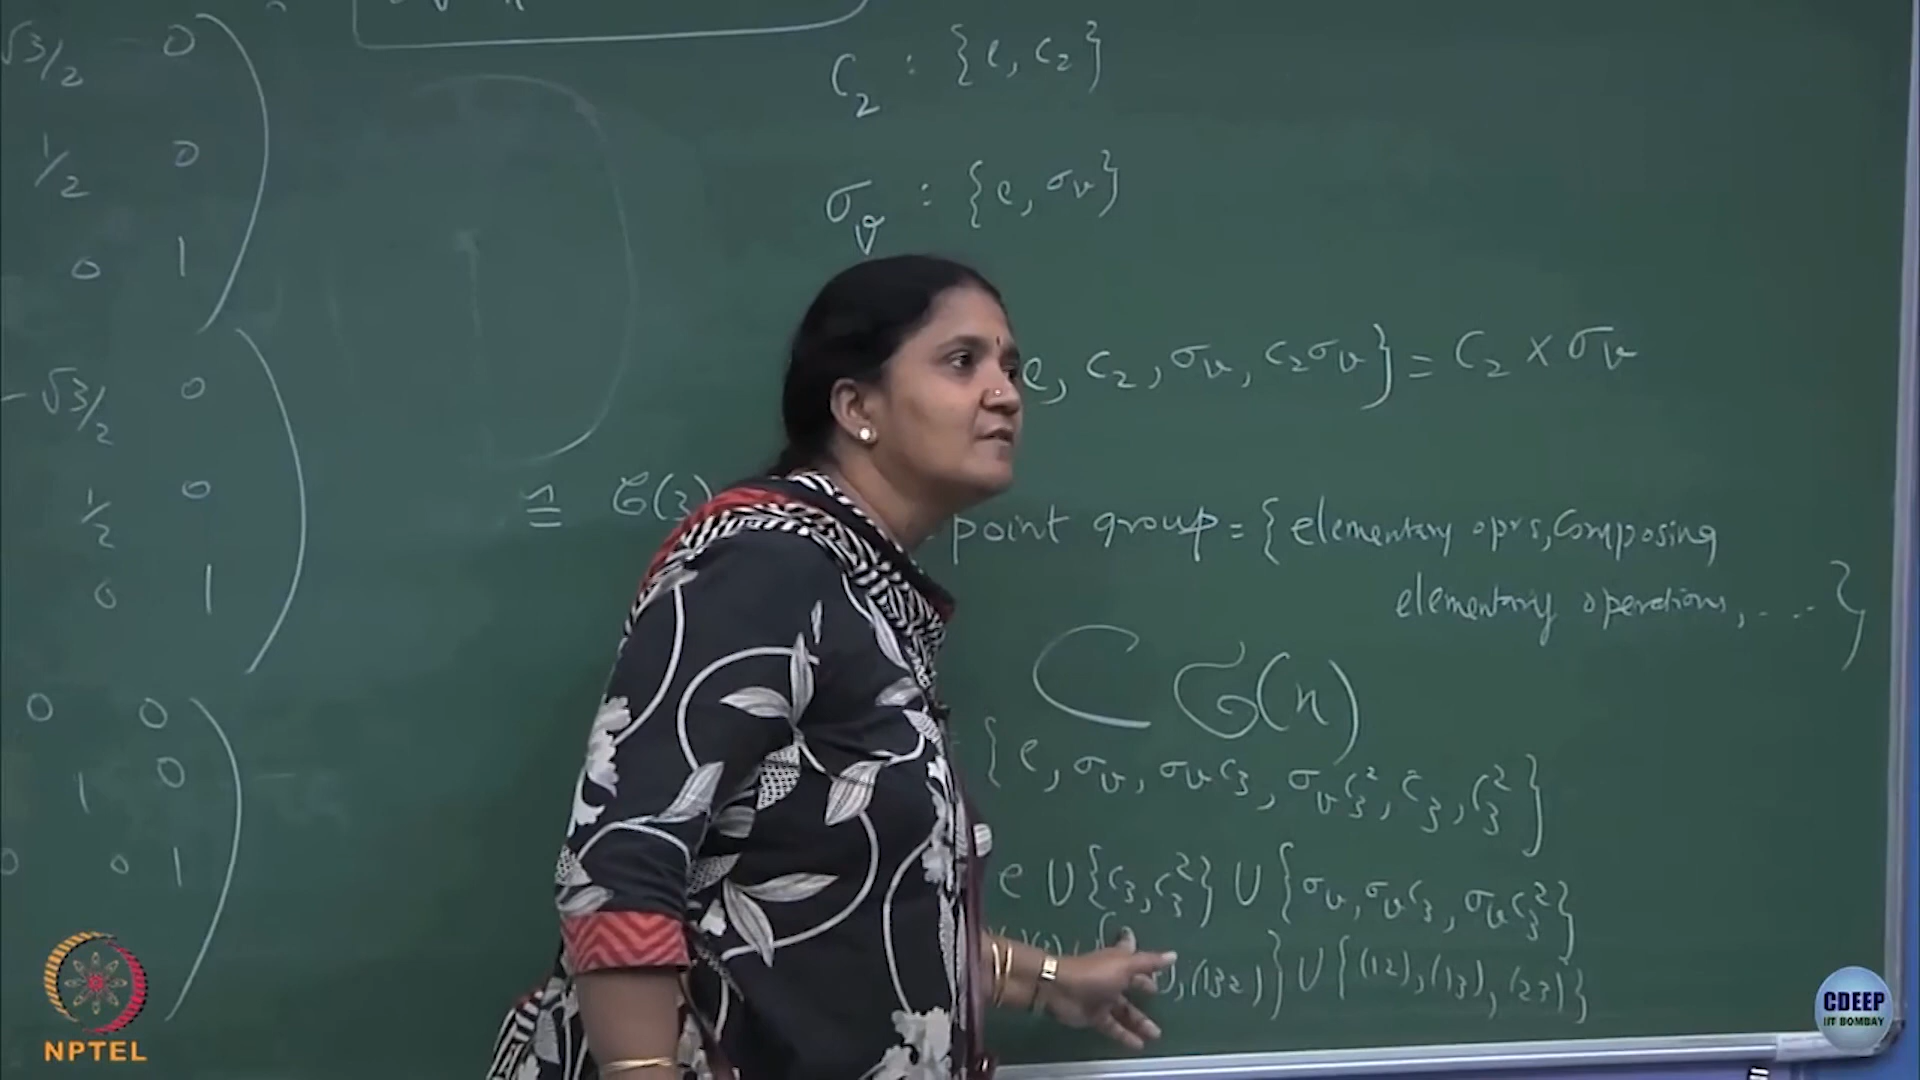 √3/2 0
1/2 0
0 1
- √3/2 0
1/2 0
0 1
0 0
1 0
0 0 1
C₂ : {e, c₂}
σᵥ : {e, σᵥ}
e, c₂, σᵥ, c₂σᵥ} = C₂ × σᵥ
≅ G(3)
point group = {elementary oprs, Composing
elementary operations, ...}
⊂ G(n)
{e, σᵥ, σᵥc₃, σᵥc₃², c₃, c₃²}
e ∪ {c₃, c₃²} ∪ {σᵥ, σᵥc₃, σᵥc₃²}
, (132)} ∪ {(12), (13), (23)}
NPTEL
CDEEP
IIT BOMBAY